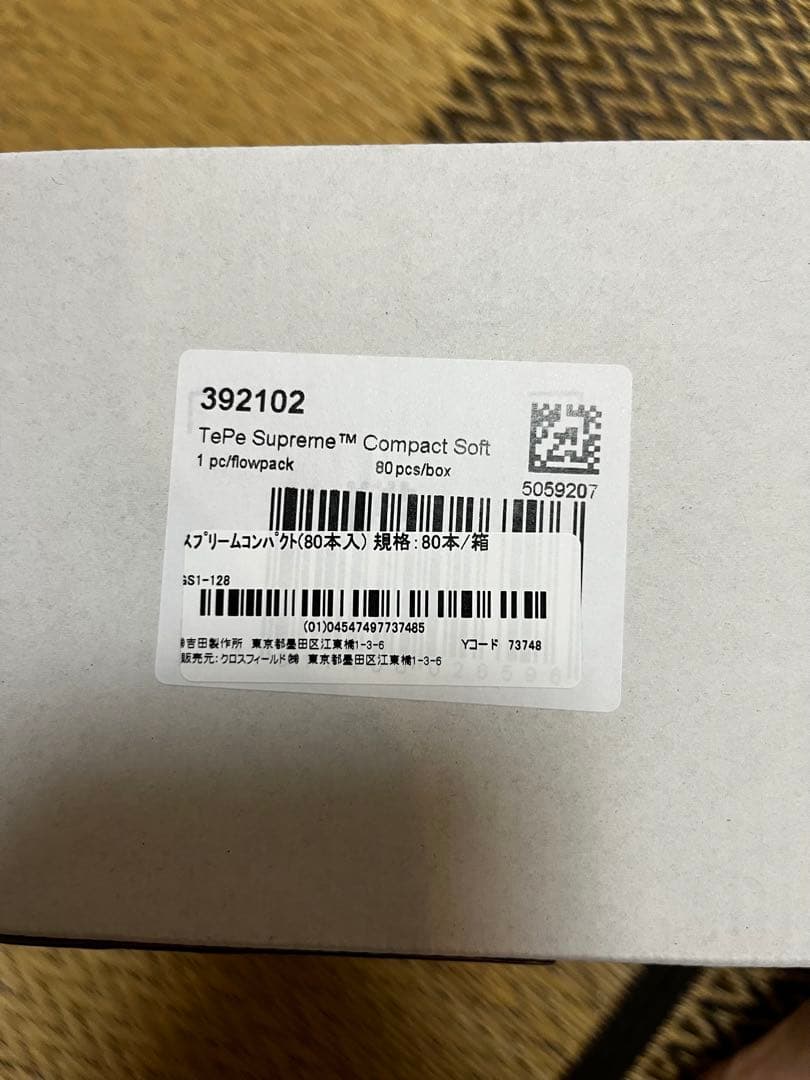 392102
TePe Supreme™ Compact Soft
1 pc/flowpack 80 pcs/box
5059207
スプリームコンパクト(80本入) 規格:80本/箱
GS1-128
(01)04547497737485
㈱吉田製作所 東京都墨田区江東橋1-3-6 Yコード 73748
販売元:クロスフィールド㈱ 東京都墨田区江東橋1-3-6